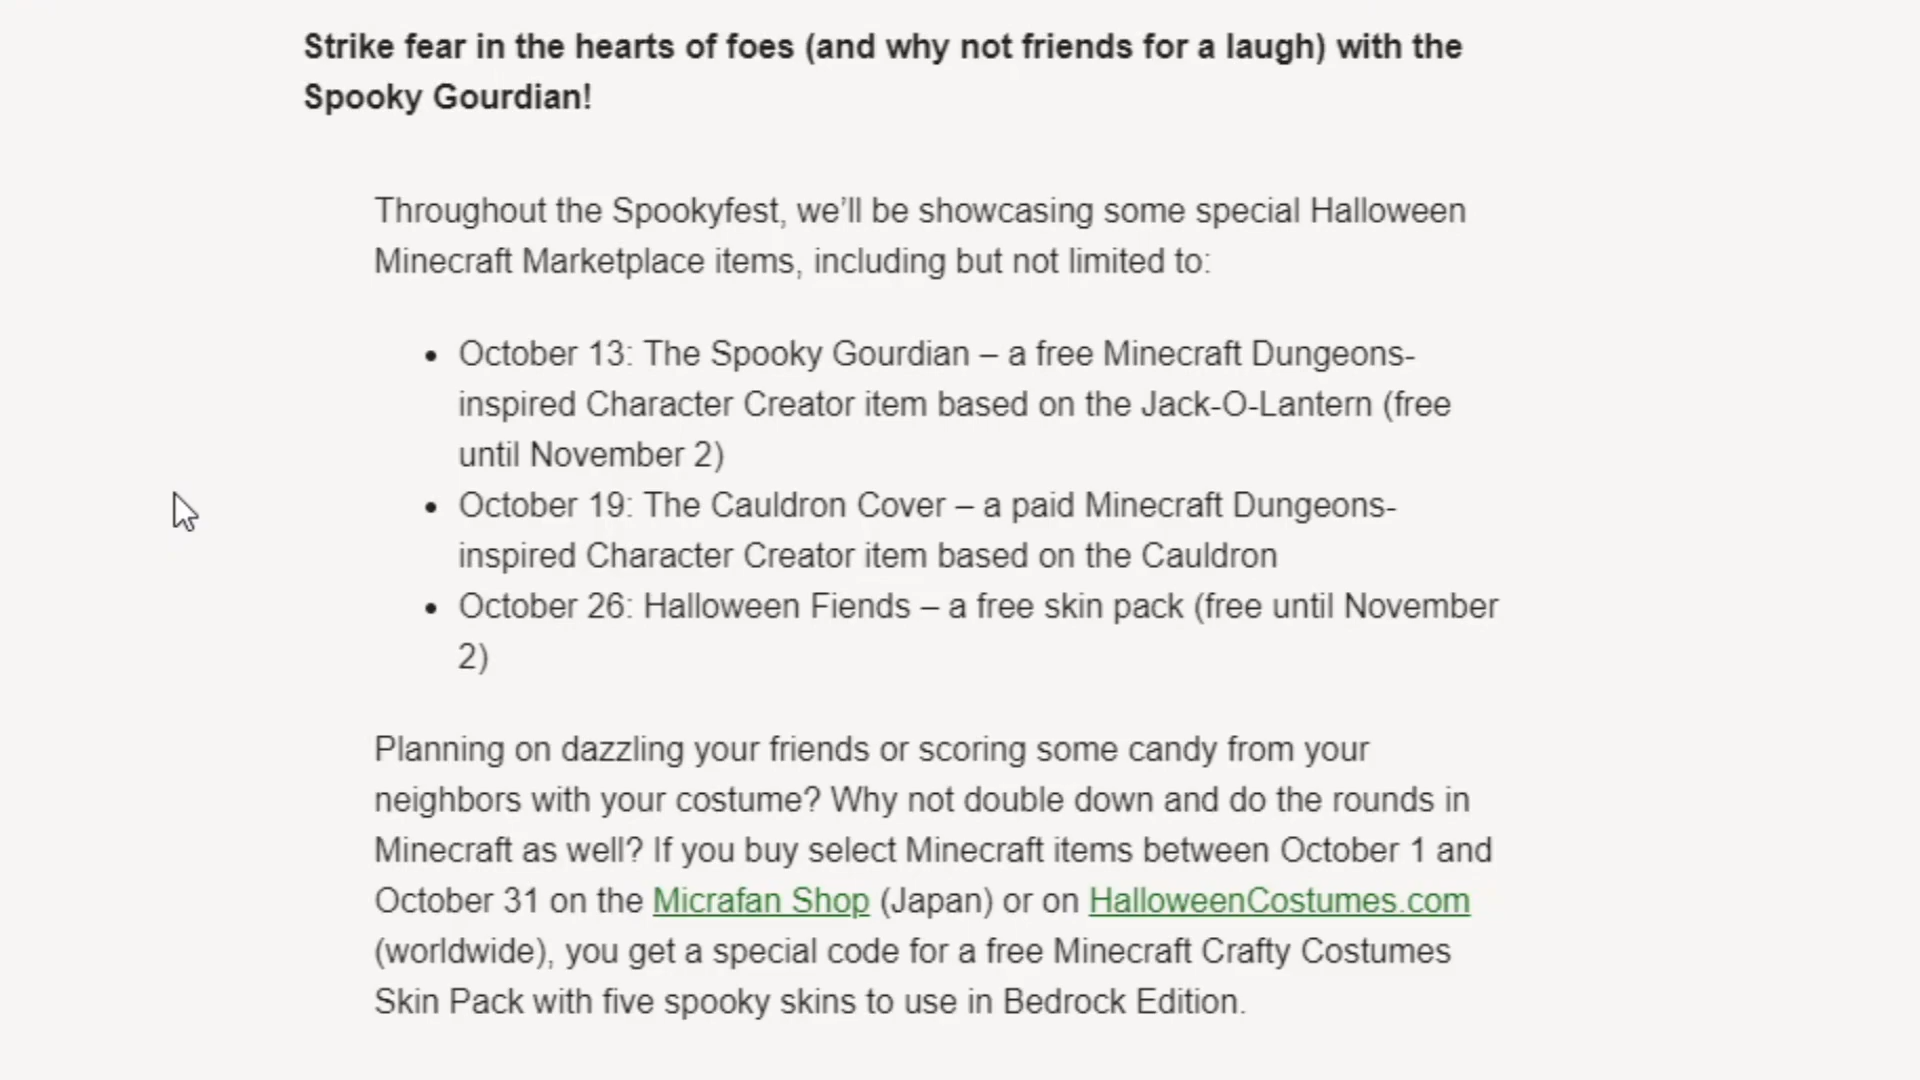 Strike fear in the hearts of foes (and why not friends for a laugh) with the
Spooky Gourdian!
Throughout the Spookyfest, we’ll be showcasing some special Halloween
Minecraft Marketplace items, including but not limited to:
• October 13: The Spooky Gourdian – a free Minecraft Dungeons-
inspired Character Creator item based on the Jack-O-Lantern (free
until November 2)
• October 19: The Cauldron Cover – a paid Minecraft Dungeons-
inspired Character Creator item based on the Cauldron
• October 26: Halloween Fiends – a free skin pack (free until November
2)
Planning on dazzling your friends or scoring some candy from your
neighbors with your costume? Why not double down and do the rounds in
Minecraft as well? If you buy select Minecraft items between October 1 and
October 31 on the Micrafan Shop (Japan) or on HalloweenCostumes.com
(worldwide), you get a special code for a free Minecraft Crafty Costumes
Skin Pack with five spooky skins to use in Bedrock Edition.